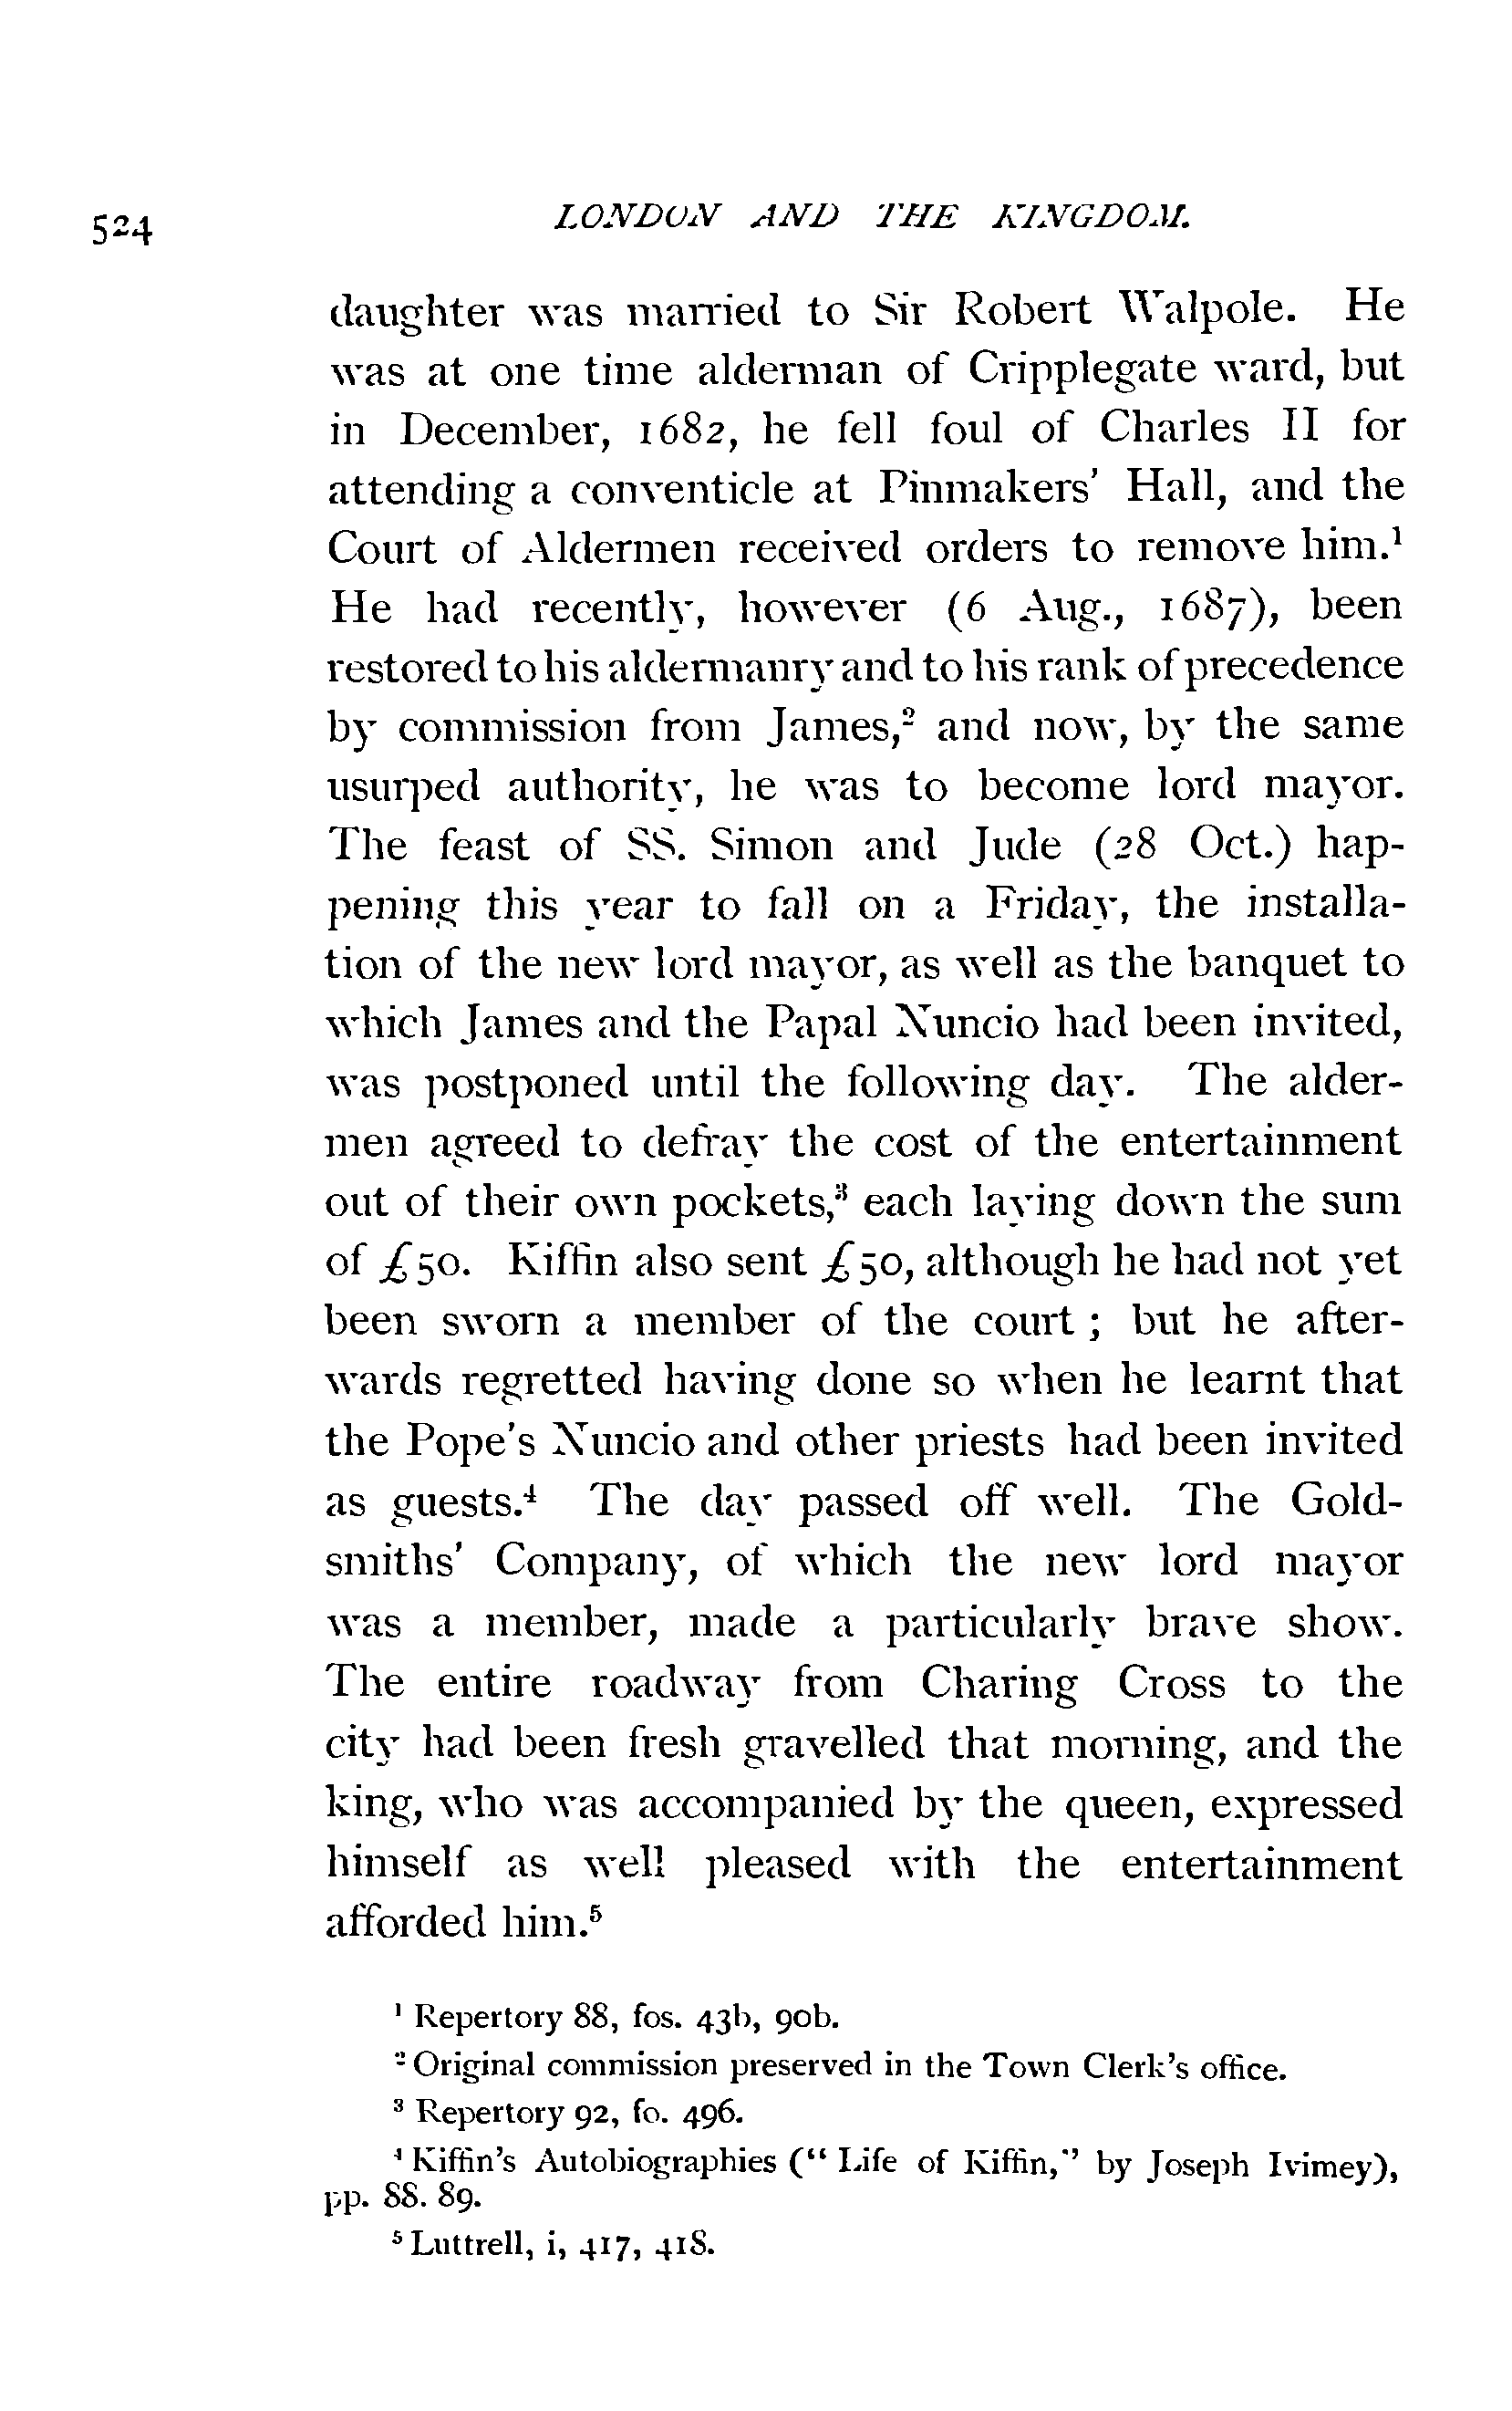 524 LONDON AND THE KINGDOM.
daughter was married to Sir Robert Walpole. He
was at one time alderman of Cripplegate ward, but
in December, 1682, he fell foul of Charles II for
attending a conventicle at Pinmakers' Hall, and the
Court of Aldermen received orders to remove him.¹
He had recently, however (6 Aug., 1687), been
restored to his aldermanry and to his rank of precedence
by commission from James,² and now, by the same
usurped authority, he was to become lord mayor.
The feast of SS. Simon and Jude (28 Oct.) hap-
pening this year to fall on a Friday, the installa-
tion of the new lord mayor, as well as the banquet to
which James and the Papal Nuncio had been invited,
was postponed until the following day. The alder-
men agreed to defray the cost of the entertainment
out of their own pockets,³ each laying down the sum
of £50. Kiffin also sent £50, although he had not yet
been sworn a member of the court; but he after-
wards regretted having done so when he learnt that
the Pope's Nuncio and other priests had been invited
as guests.⁴ The day passed off well. The Gold-
smiths' Company, of which the new lord mayor
was a member, made a particularly brave show.
The entire roadway from Charing Cross to the
city had been fresh gravelled that morning, and the
king, who was accompanied by the queen, expressed
himself as well pleased with the entertainment
afforded him.⁵
¹ Repertory 88, fos. 43b, 90b.
² Original commission preserved in the Town Clerk's office.
³ Repertory 92, fo. 496.
⁴ Kiffin's Autobiographies ("Life of Kiffin," by Joseph Ivimey),
pp. 88. 89.
⁵ Luttrell, i, 417, 418.